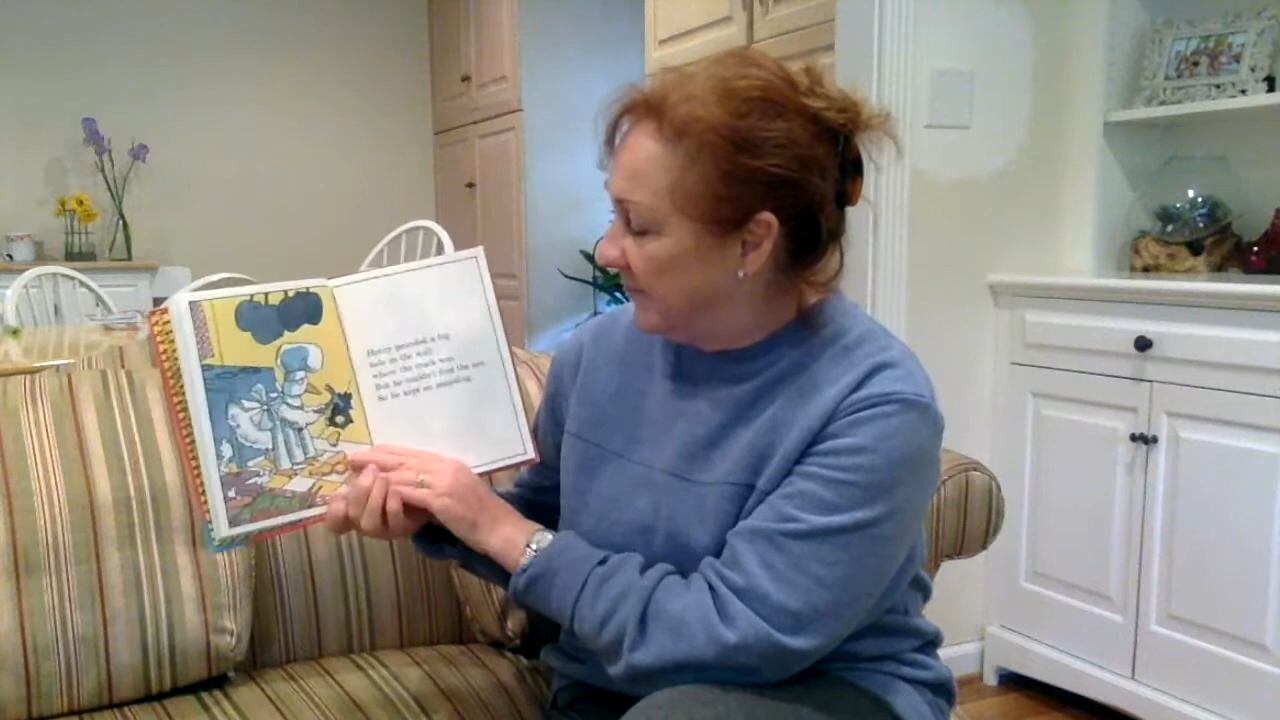 Henry pounded a big
hole in the wall
where the crack was.
But he couldn't find the ant.
So he kept on pounding.